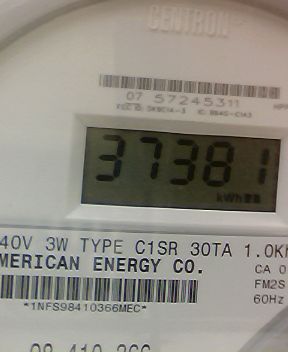 CENTRON
07 57245311
37381
kWh
40V 3W TYPE C1SR 30TA 1.0K
MERICAN ENERGY CO.
CA 0
FM2S
60Hz
*1NFS98410366MEC*